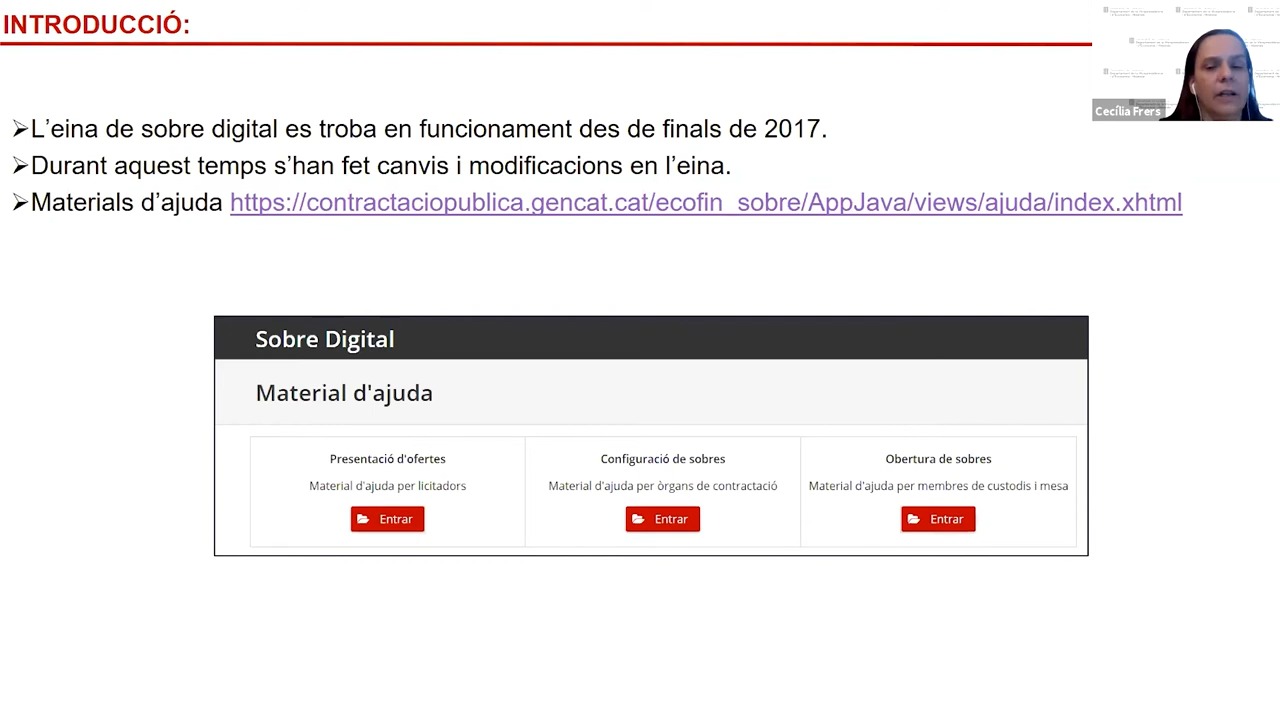 INTRODUCCIÓ:
Cecília Frers
➢L'eina de sobre digital es troba en funcionament des de finals de 2017.
➢Durant aquest temps s'han fet canvis i modificacions en l'eina.
➢Materials d'ajuda https://contractaciopublica.gencat.cat/ecofin_sobre/AppJava/views/ajuda/index.xhtml
Sobre Digital
Material d'ajuda
Presentació d'ofertes
Material d'ajuda per licitadors
Entrar
Configuració de sobres
Material d'ajuda per òrgans de contractació
Entrar
Obertura de sobres
Material d'ajuda per membres de custodis i mesa
Entrar